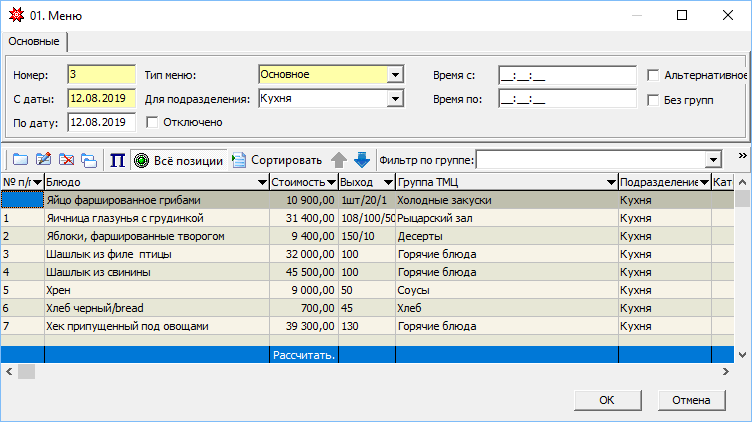 01. Меню
Основные
Номер: 3 Тип меню: Основное Время с: __:__:__ Альтернативное
С даты: 12.08.2019 Для подразделения: Кухня Время по: __:__:__ Без групп
По дату: 12.08.2019 Отключено
Всё позиции Сортировать Фильтр по группе: »
№ п/п Блюдо Стоимость Выход Группа ТМЦ Подразделение Кат
Яйцо фаршированное грибами 10 900,00 1шт/20/1 Холодные закуски Кухня
1 Яичница глазунья с грудинкой 31 400,00 108/100/50 Рыцарский зал Кухня
2 Яблоки, фаршированные творогом 9 400,00 150/10 Десерты Кухня
3 Шашлык из филе птицы 32 000,00 100 Горячие блюда Кухня
4 Шашлык из свинины 45 500,00 100 Горячие блюда Кухня
5 Хрен 9 000,00 50 Соусы Кухня
6 Хлеб черный/bread 700,00 45 Хлеб Кухня
7 Хек припущенный под овощами 39 300,00 130 Горячие блюда Кухня
Рассчитать.
OK Отмена